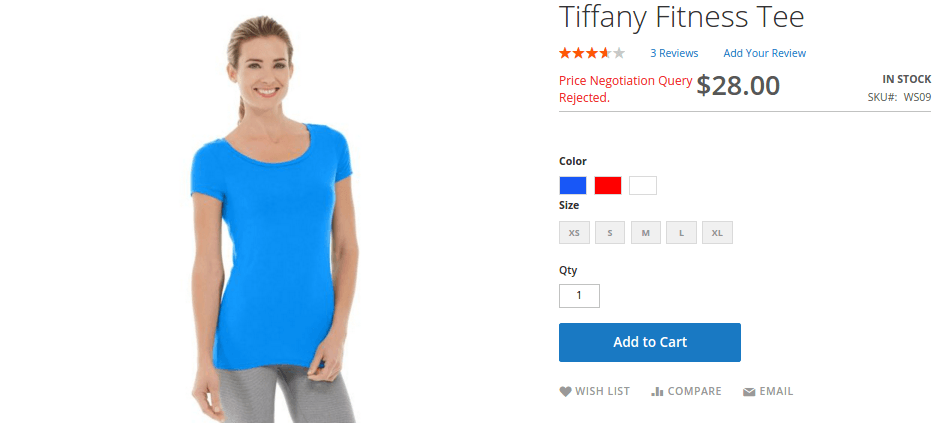 Tiffany Fitness Tee
3 Reviews Add Your Review
Price Negotiation Query Rejected.
$28.00
IN STOCK
SKU#: WS09
Color
Size
XS S M L XL
Qty
1
Add to Cart
WISH LIST COMPARE EMAIL